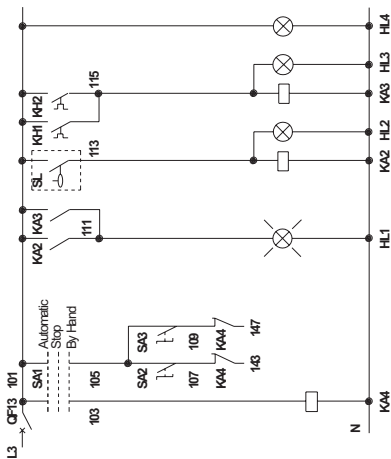 L3
QF13
101
SA1
Automatic
Stop
By Hand
103
105
SA2
SA3
107
109
KA4
KA4
143
147
KA2
KA3
111
SL
113
KH1
KH2
115
N
KA4
HL1
KA2
HL2
KA3
HL3
HL4